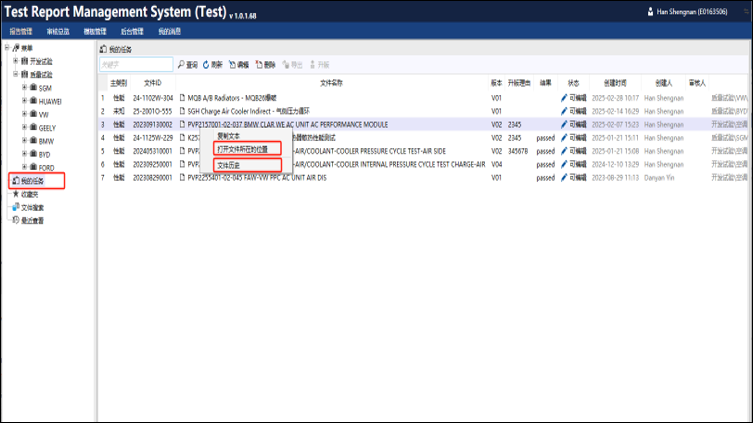 Test Report Management System (Test) v 1.0.1.68
Han Shengnan (E0163506)
报告管理 审核总览 模板管理 后台管理 我的消息
菜单
开发试验
质量试验
SGM
HUAWEI
VW
GEELY
BMW
BYD
FORD
我的任务
收藏夹
文件搜索
最近查看
我的任务
关键字 查询 刷新 编辑 删除 导出 升版
主类别 文件ID 文件名称 版本 升版理由 结果 状态 创建时间 创建人 审核人
1 性能 24-1102W-304 MQB A/B Radiators - MQB26爆破 V01 可编辑 2025-02-28 10:17 Han Shengnan 质量试验\VW\
2 未知 25-2001O-555 SGH Charge Air Cooler Indirect - 气侧压力循环 V01 可编辑 2025-02-14 16:29 Han Shengnan 质量试验\BYD
3 性能 202309130002 PVP2157001-02-037 BMW CLAR WE AC UNIT AC PERFORMANCE MODULE V02 2345 可编辑 2025-02-07 15:23 Han Shengnan 开发试验\空调
4 性能 24-1125W-229 K25 散热性能测试 V02 2345 passed 可编辑 2025-01-21 15:09 Han Shengnan 质量试验\SGM
5 性能 202405310001 PVP -AIR/COOLANT-COOLER PRESSURE CYCLE TEST-AIR SIDE V02 345678 passed 可编辑 2025-01-21 15:08 Han Shengnan 开发试验\空调
6 性能 202309250001 PVP -AIR/COOLANT-COOLER INTERNAL PRESSURE CYCLE TEST CHARGE-AIR V04 passed 可编辑 2024-12-10 13:29 Han Shengnan 开发试验\空调
7 性能 202308290001 PVP2255401-02-045 FAW-VW PPC AC UNIT AIR DIS V01 passed 可编辑 2023-08-29 11:13 Danyan Yin 开发试验\空调
复制文本
打开文件所在的位置
文件历史